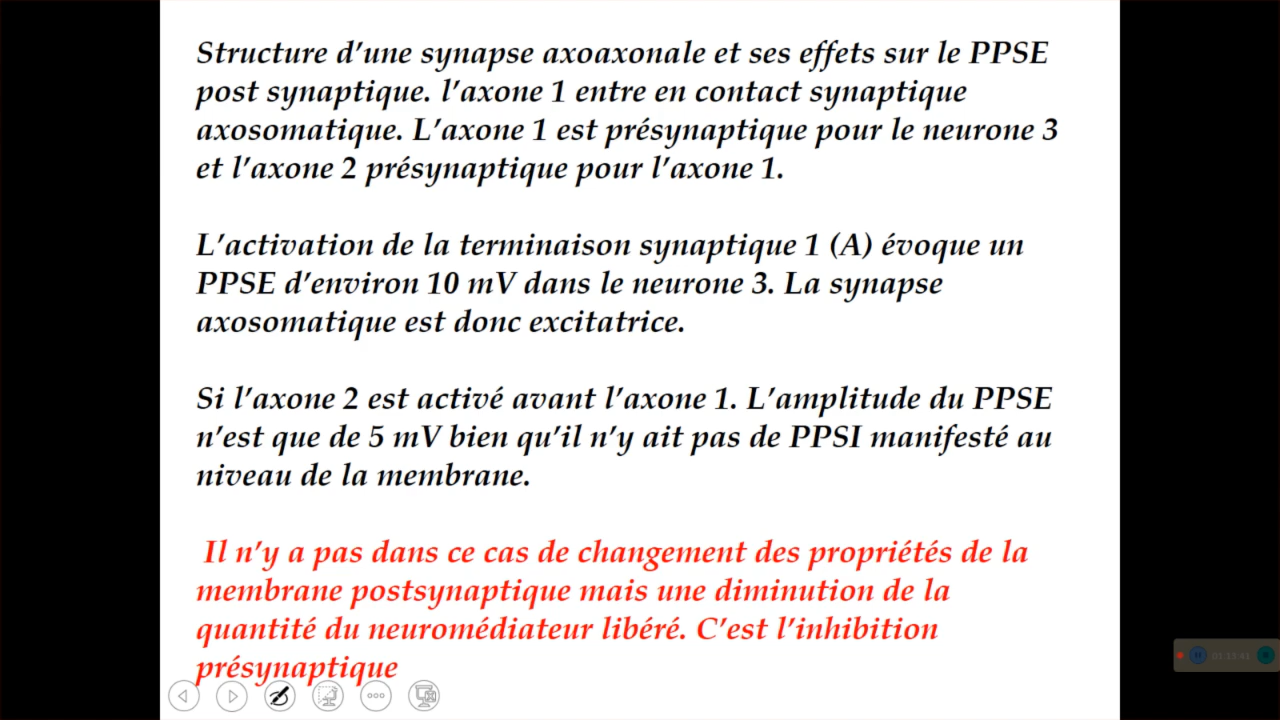 Structure d’une synapse axoaxonale et ses effets sur le PPSE
post synaptique. l’axone 1 entre en contact synaptique
axosomatique. L’axone 1 est présynaptique pour le neurone 3
et l’axone 2 présynaptique pour l’axone 1.
L’activation de la terminaison synaptique 1 (A) évoque un
PPSE d’environ 10 mV dans le neurone 3. La synapse
axosomatique est donc excitatrice.
Si l’axone 2 est activé avant l’axone 1. L’amplitude du PPSE
n’est que de 5 mV bien qu’il n’y ait pas de PPSI manifesté au
niveau de la membrane.
Il n’y a pas dans ce cas de changement des propriétés de la
membrane postsynaptique mais une diminution de la
quantité du neuromédiateur libéré. C’est l’inhibition
présynaptique